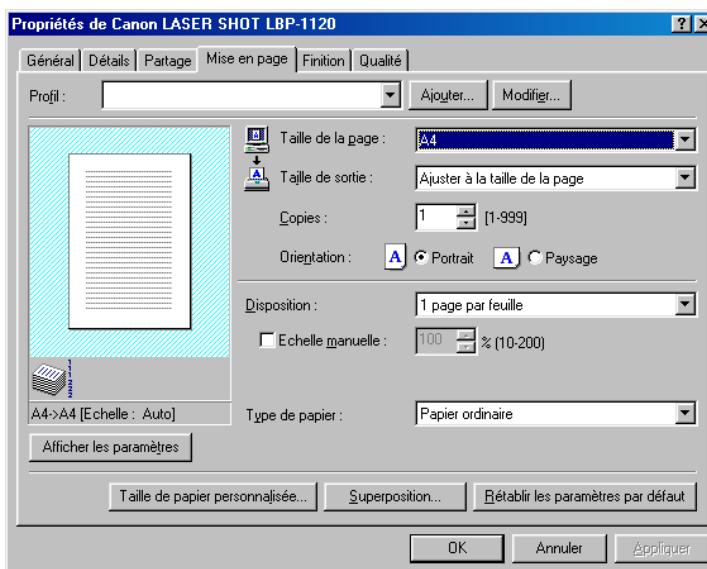 Propriétés de Canon LASER SHOT LBP-1120
Général Détails Partage Mise en page Finition Qualité
Profil : Ajouter... Modifier...
Taille de la page : A4
Taille de sortie : Ajuster à la taille de la page
Copies : 1 [1-999]
Orientation : A Portrait A Paysage
Disposition : 1 page par feuille
Echelle manuelle : 100 % (10-200)
A4->A4 [Echelle : Auto]
Type de papier : Papier ordinaire
Afficher les paramètres
Taille de papier personnalisée... Superposition... Rétablir les paramètres par défaut
OK Annuler Appliquer